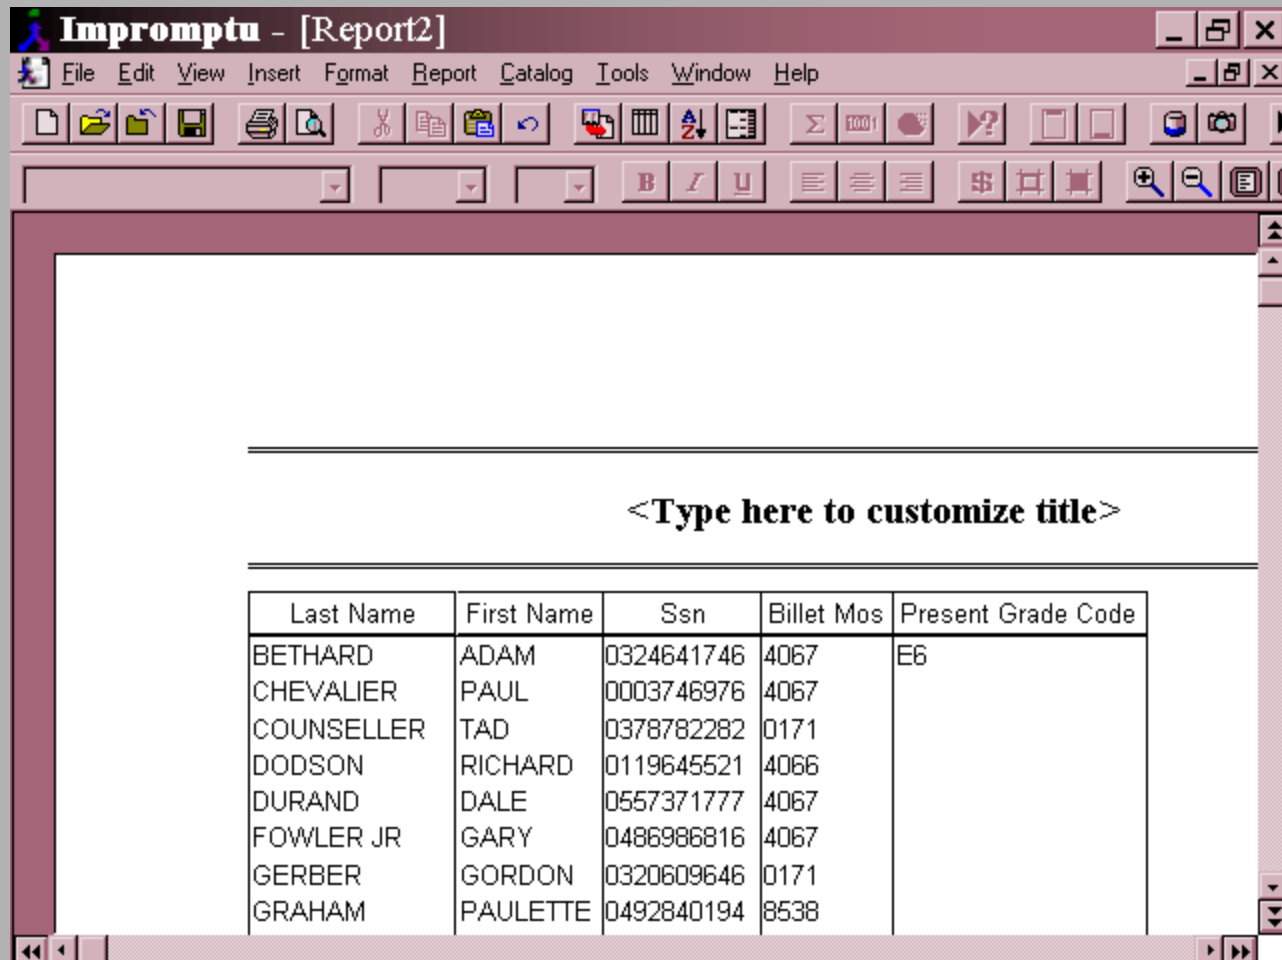 Impromptu - [Report2]
File Edit View Insert Format Report Catalog Tools Window Help
B I U $
<Type here to customize title>
Last Name First Name Ssn Billet Mos Present Grade Code
BETHARD ADAM 0324641746 4067 E6
CHEVALIER PAUL 0003746976 4067
COUNSELLER TAD 0378782282 0171
DODSON RICHARD 0119645521 4066
DURAND DALE 0557371777 4067
FOWLER JR GARY 0486986816 4067
GERBER GORDON 0320609646 0171
GRAHAM PAULETTE 0492840194 8538